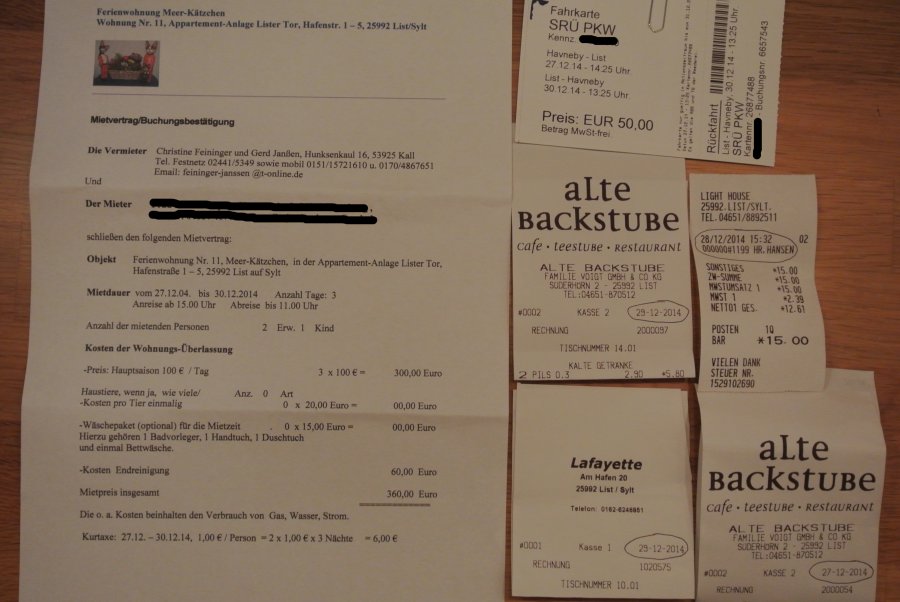 Ferienwohnung Meer-Kätzchen
Wohnung Nr. 11, Appartement-Anlage Lister Tor, Hafenstr. 1 – 5, 25992 List/Sylt
Mietvertrag/Buchungsbestätigung
Die Vermieter Christine Feininger und Gerd Janßen, Hunksenkaul 16, 53925 Kall
Tel. Festnetz 02441/5349 sowie mobil 0151/15721610 u. 0170/4867651
Email: feininger-janssen @t-online.de
Und
Der Mieter
schließen den folgenden Mietvertrag:
Objekt Ferienwohnung Nr. 11, Meer-Kätzchen, in der Appartement-Anlage Lister Tor,
Hafenstraße 1 – 5, 25992 List auf Sylt
Mietdauer vom 27.12.04. bis 30.12.2014 Anzahl Tage: 3
Anreise ab 15.00 Uhr Abreise bis 11.00 Uhr
Anzahl der mietenden Personen 2 Erw. 1 Kind
Kosten der Wohnungs-Überlassung
-Preis: Hauptsaison 100 € / Tag 3 x 100 € = 300,00 Euro
Haustiere, wenn ja, wie viele/ Anz. 0 Art
-Kosten pro Tier einmalig 0 x 20,00 Euro = 00,00 Euro
-Wäschepaket (optional) für die Mietzeit . 0 x 15,00 Euro = 00,00 Euro
Hierzu gehören 1 Badvorleger, 1 Handtuch, 1 Duschtuch
und einmal Bettwäsche.
-Kosten Endreinigung 60,00 Euro
Mietpreis insgesamt 360,00 Euro
Die o. a. Kosten beinhalten den Verbrauch von Gas, Wasser, Strom.
Kurtaxe: 27.12. – 30.12.14, 1,00 € / Person = 2 x 1,00 € x 3 Nächte = 6,00 €
Fahrkarte
SRÜ PKW
Kennz.
Havneby - List
27.12.14 - 14:25 Uhr
List - Havneby
30.12.14 - 13:25 Uhr
Preis: EUR 50,00
Betrag MwSt-frei
Rückfahrt
List - Havneby, 30.12.14 - 13:25 Uhr
SRÜ PKW
Kartennr. 26877488
- Buchungsnr. 6657543
aLte
BackstuBe
cafe • teestube • restaurant
ALTE BACKSTUBE
FAMILIE VOIGT GMBH & CO KG
SÜDERHÖRN 2 - 25992 LIST
TEL:04651-870512
#0002 KASSE 2 29-12-2014
RECHNUNG 2000097
TISCHNUMMER 14.01
KALTE GETRÄNKE
2 PILS 0.3 2.90 *5.80
LIGHT HOUSE
25992.LIST/SYLT.
TEL.04651/8892511
28/12/2014 15:32 02
000000#1199 HR.HANSEN
SONSTIGES *15.00
ZW-SUMME *15.00
MWSTUMSATZ 1 *15.00
MWST 1 *2.39
NETTO1 GES. *12.61
POSTEN 1Q
BAR *15.00
VIELEN DANK
STEUER NR.
1529102690
Lafayette
Am Hafen 20
25992 List / Sylt
Telefon: 0162-6246851
#0001 Kasse 1 29-12-2014
RECHNUNG 1020575
TISCHNUMMER 10.01
aLte
BackstuBe
cafe • teestube • restaurant
ALTE BACKSTUBE
FAMILIE VOIGT GMBH & CO KG
SÜDERHÖRN 2 - 25992 LIST
TEL:04651-870512
#0002 KASSE 2 27-12-2014
RECHNUNG 2000054